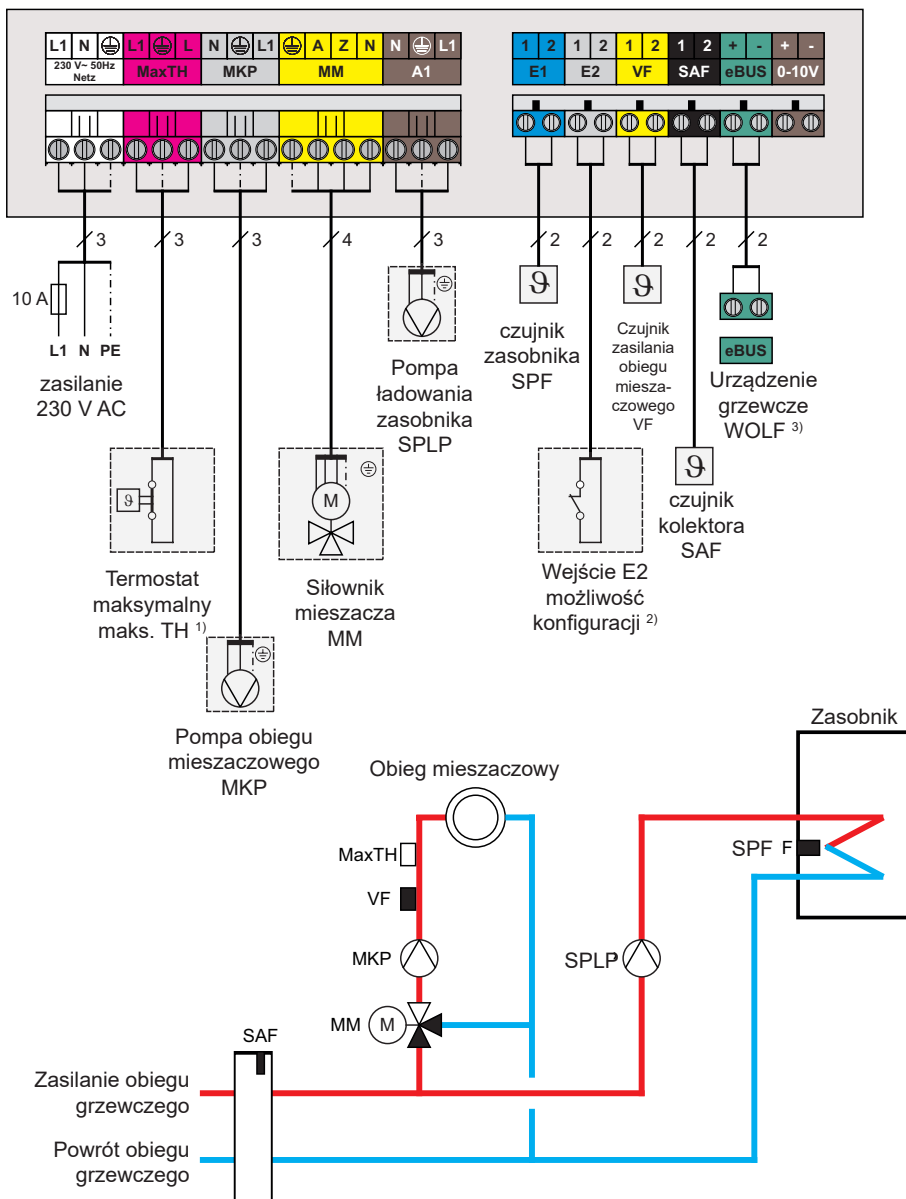 L1 N L1 L N L1 A Z N N L1
230 V~ 50Hz
Netz
MaxTH MKP MM A1
1 2 1 2 1 2 1 2 + - + -
E1 E2 VF SAF eBUS 0-10V
3 3 3 4 3 2 2 2 2 2
10 A
L1 N PE
zasilanie
230 V AC
Pompa
ładowania
zasobnika
SPLP
ϑ
czujnik
zasobnika
SPF
ϑ
Czujnik
zasilania
obiegu
miesza-
czowego
VF
eBUS
Urządzenie
grzewcze
WOLF 3)
ϑ
czujnik
kolektora
SAF
ϑ
Termostat
maksymalny
maks. TH 1)
M
Siłownik
mieszacza
MM
Wejście E2
możliwość
konfiguracji 2)
Pompa obiegu
mieszaczowego
MKP
Zasobnik
Obieg mieszaczowy
MaxTH
SPF F
VF
MKP
SPLP
MM M
SAF
Zasilanie obiegu
grzewczego
Powrót obiegu
grzewczego